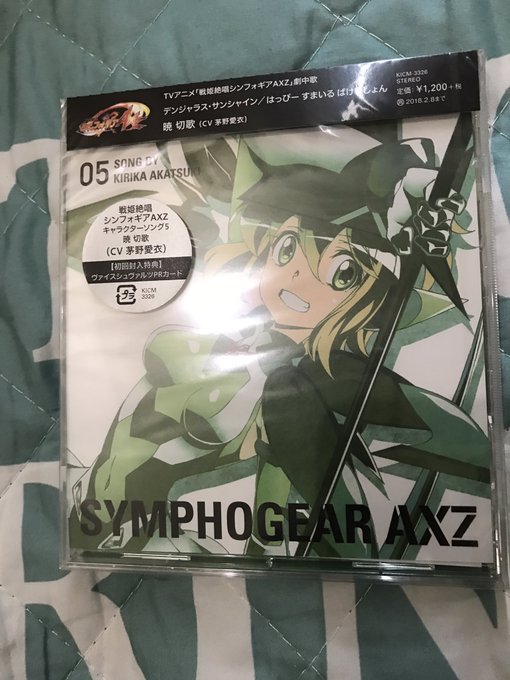 TVアニメ「戦姫絶唱シンフォギアAXZ」劇中歌
デンジャラス・サンシャイン／はっぴー すまいる ばけーしょん
暁 切歌 (CV 茅野愛衣)
KICM-3326
STEREO
定価：¥1,200＋税
2018.2.8まで
05 SONG BY
KIRIKA AKATSUKI
戦姫絶唱
シンフォギアAXZ
キャラクターソング5
暁 切歌
(CV 茅野愛衣)
【初回封入特典】
ヴァイスシュヴァルツPRカード
プラ
KICM
3326
SYMPHOGEAR AXZ